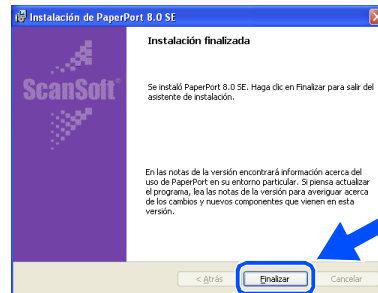 Instalación de PaperPort 8.0 SE
Instalación finalizada
ScanSoft®
Se instaló PaperPort 8.0 SE. Haga clic en Finalizar para salir del
asistente de instalación.
En las notas de la versión encontrará información acerca del
uso de PaperPort en su entorno particular. Si piensa actualizar
el programa, lea las notas de la versión para averiguar acerca
de los cambios y nuevos componentes que vienen en esta
versión.
< Atrás Finalizar Cancelar